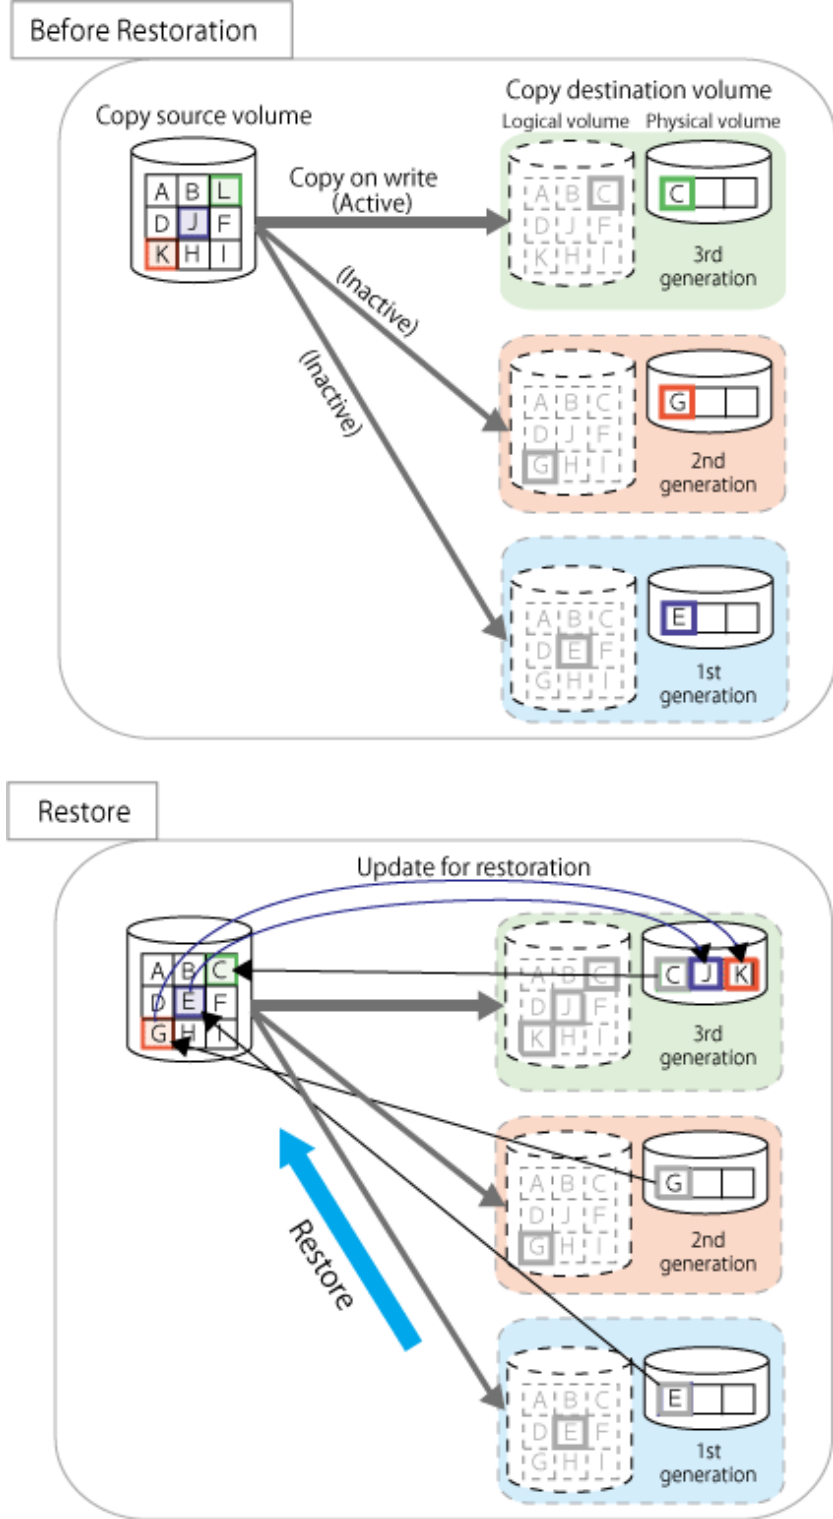 Before Restoration
Copy destination volume
Copy source volume
Logical volume Physical volume
A B L
D J F
K H I
Copy on write
(Active)
A B C
D J F
K H I
C
3rd
generation
(Inactive)
(Inactive)
A B C
D J F
G H I
G
2nd
generation
A B C
D E F
G H I
E
1st
generation
Restore
Update for restoration
A B C
D E F
G H I
A B C
D J F
K H I
C J K
3rd
generation
Restore
A B C
D J F
G H I
G
2nd
generation
A B C
D E F
G H I
E
1st
generation